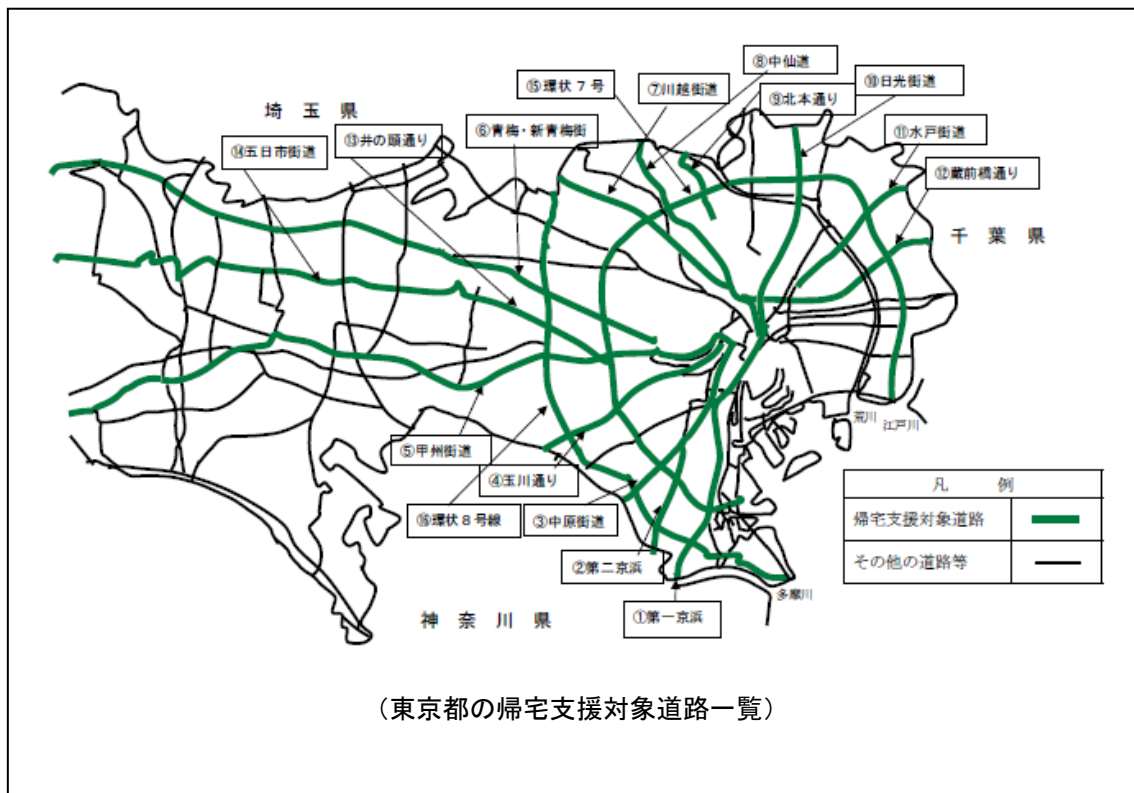 ⑧中仙道
⑮環状７号
⑦川越街道
⑩日光街道
⑨北本通り
埼玉県
⑥青梅・新青梅街
⑬井の頭通り
⑭五日市街道
⑪水戸街道
⑫蔵前橋通り
千葉県
荒川
江戸川
⑤甲州街道
④玉川通り
⑯環状８号線
③中原街道
②第二京浜
①第一京浜
多摩川
神奈川県
凡例
帰宅支援対象道路
その他の道路等
（東京都の帰宅支援対象道路一覧）